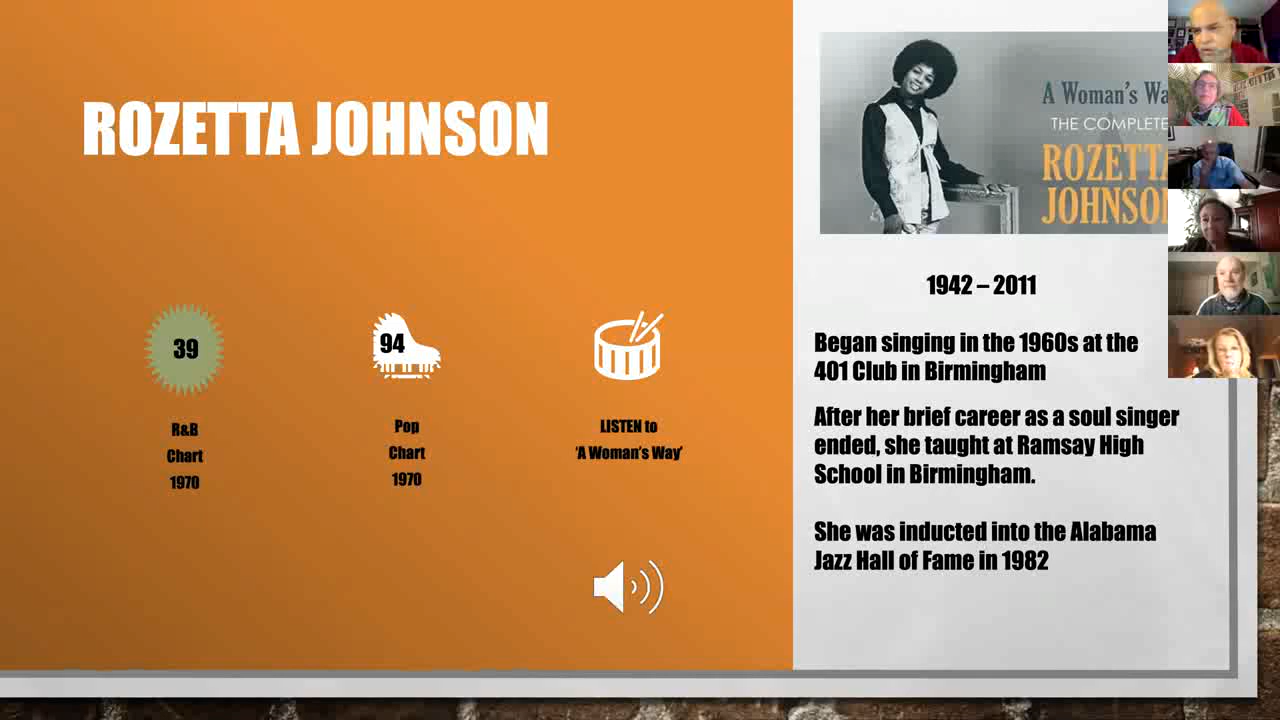 ROZETTA JOHNSON
39
R&B
Chart
1970
94
Pop
Chart
1970
LISTEN to
'A Woman's Way'
A Woman's Wa
THE COMPLETE
ROZETT
JOHNSO
1942 – 2011
Began singing in the 1960s at the
401 Club in Birmingham
After her brief career as a soul singer
ended, she taught at Ramsay High
School in Birmingham.
She was inducted into the Alabama
Jazz Hall of Fame in 1982